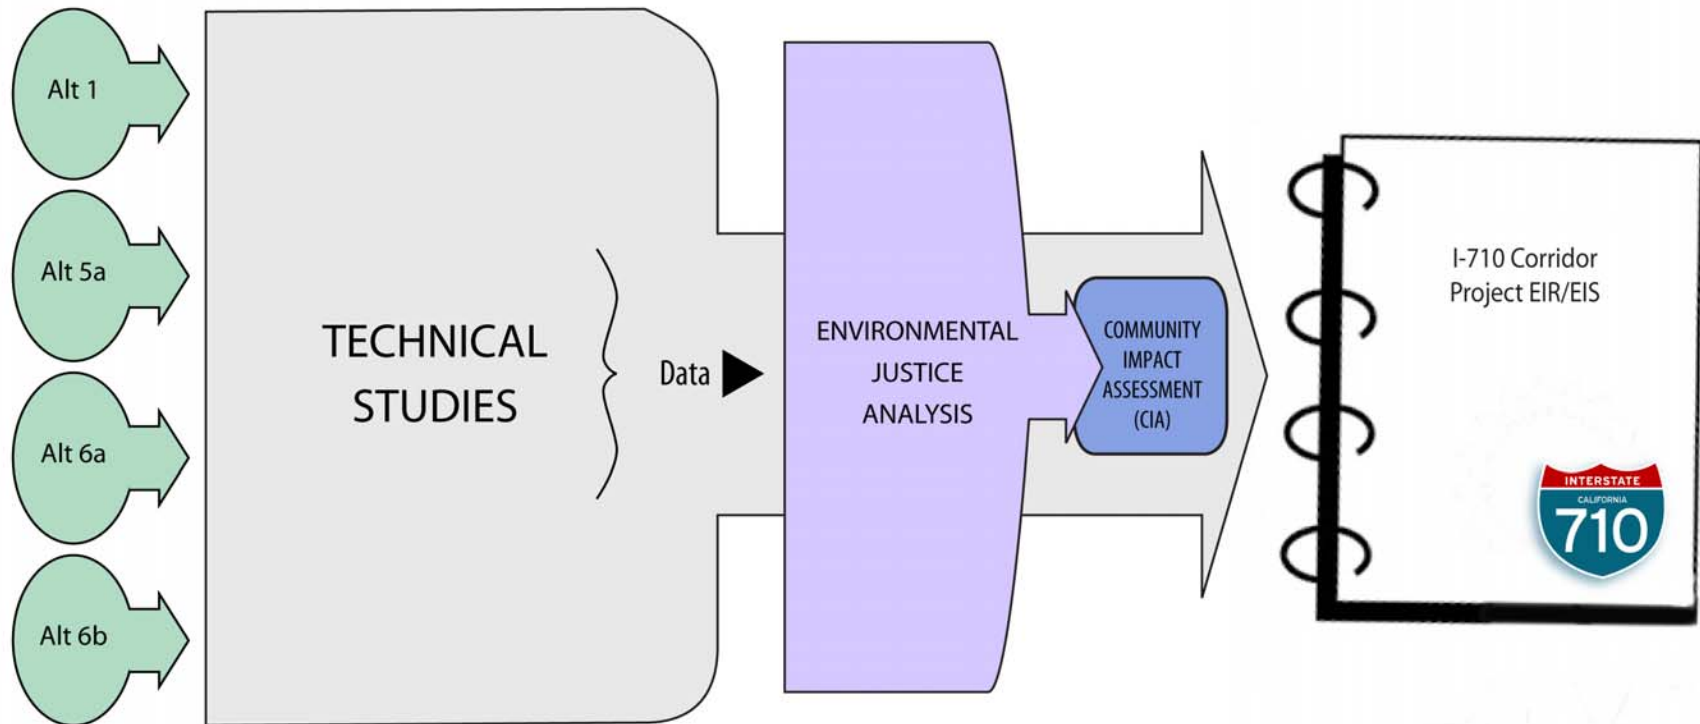 Alt 1
Alt 5a
Alt 6a
Alt 6b
TECHNICAL
STUDIES
Data
ENVIRONMENTAL
JUSTICE
ANALYSIS
COMMUNITY
IMPACT
ASSESSMENT
(CIA)
I-710 Corridor
Project EIR/EIS
INTERSTATE
CALIFORNIA
710